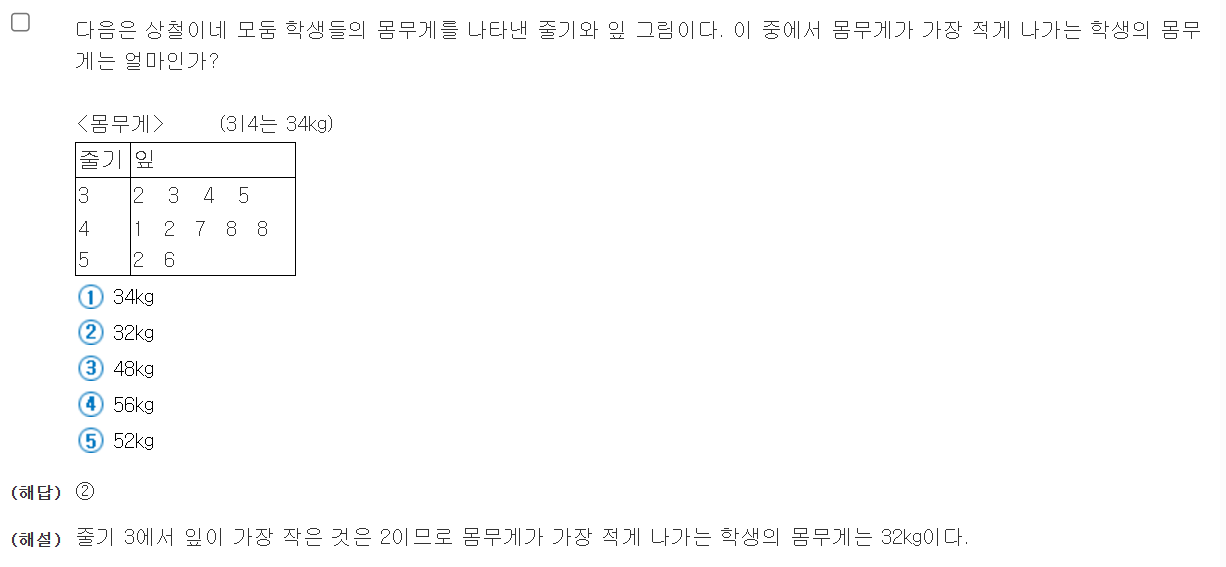 다음은 상철이네 모둠 학생들의 몸무게를 나타낸 줄기와 잎 그림이다. 이 중에서 몸무게가 가장 적게 나가는 학생의 몸무
게는 얼마인가?
<몸무게> (3|4는 34kg)
줄기 잎
3 2 3 4 5
4 1 2 7 8 8
5 2 6
① 34kg
② 32kg
③ 48kg
④ 56kg
⑤ 52kg
(해답) ②
(해설) 줄기 3에서 잎이 가장 작은 것은 2이므로 몸무게가 가장 적게 나가는 학생의 몸무게는 32kg이다.